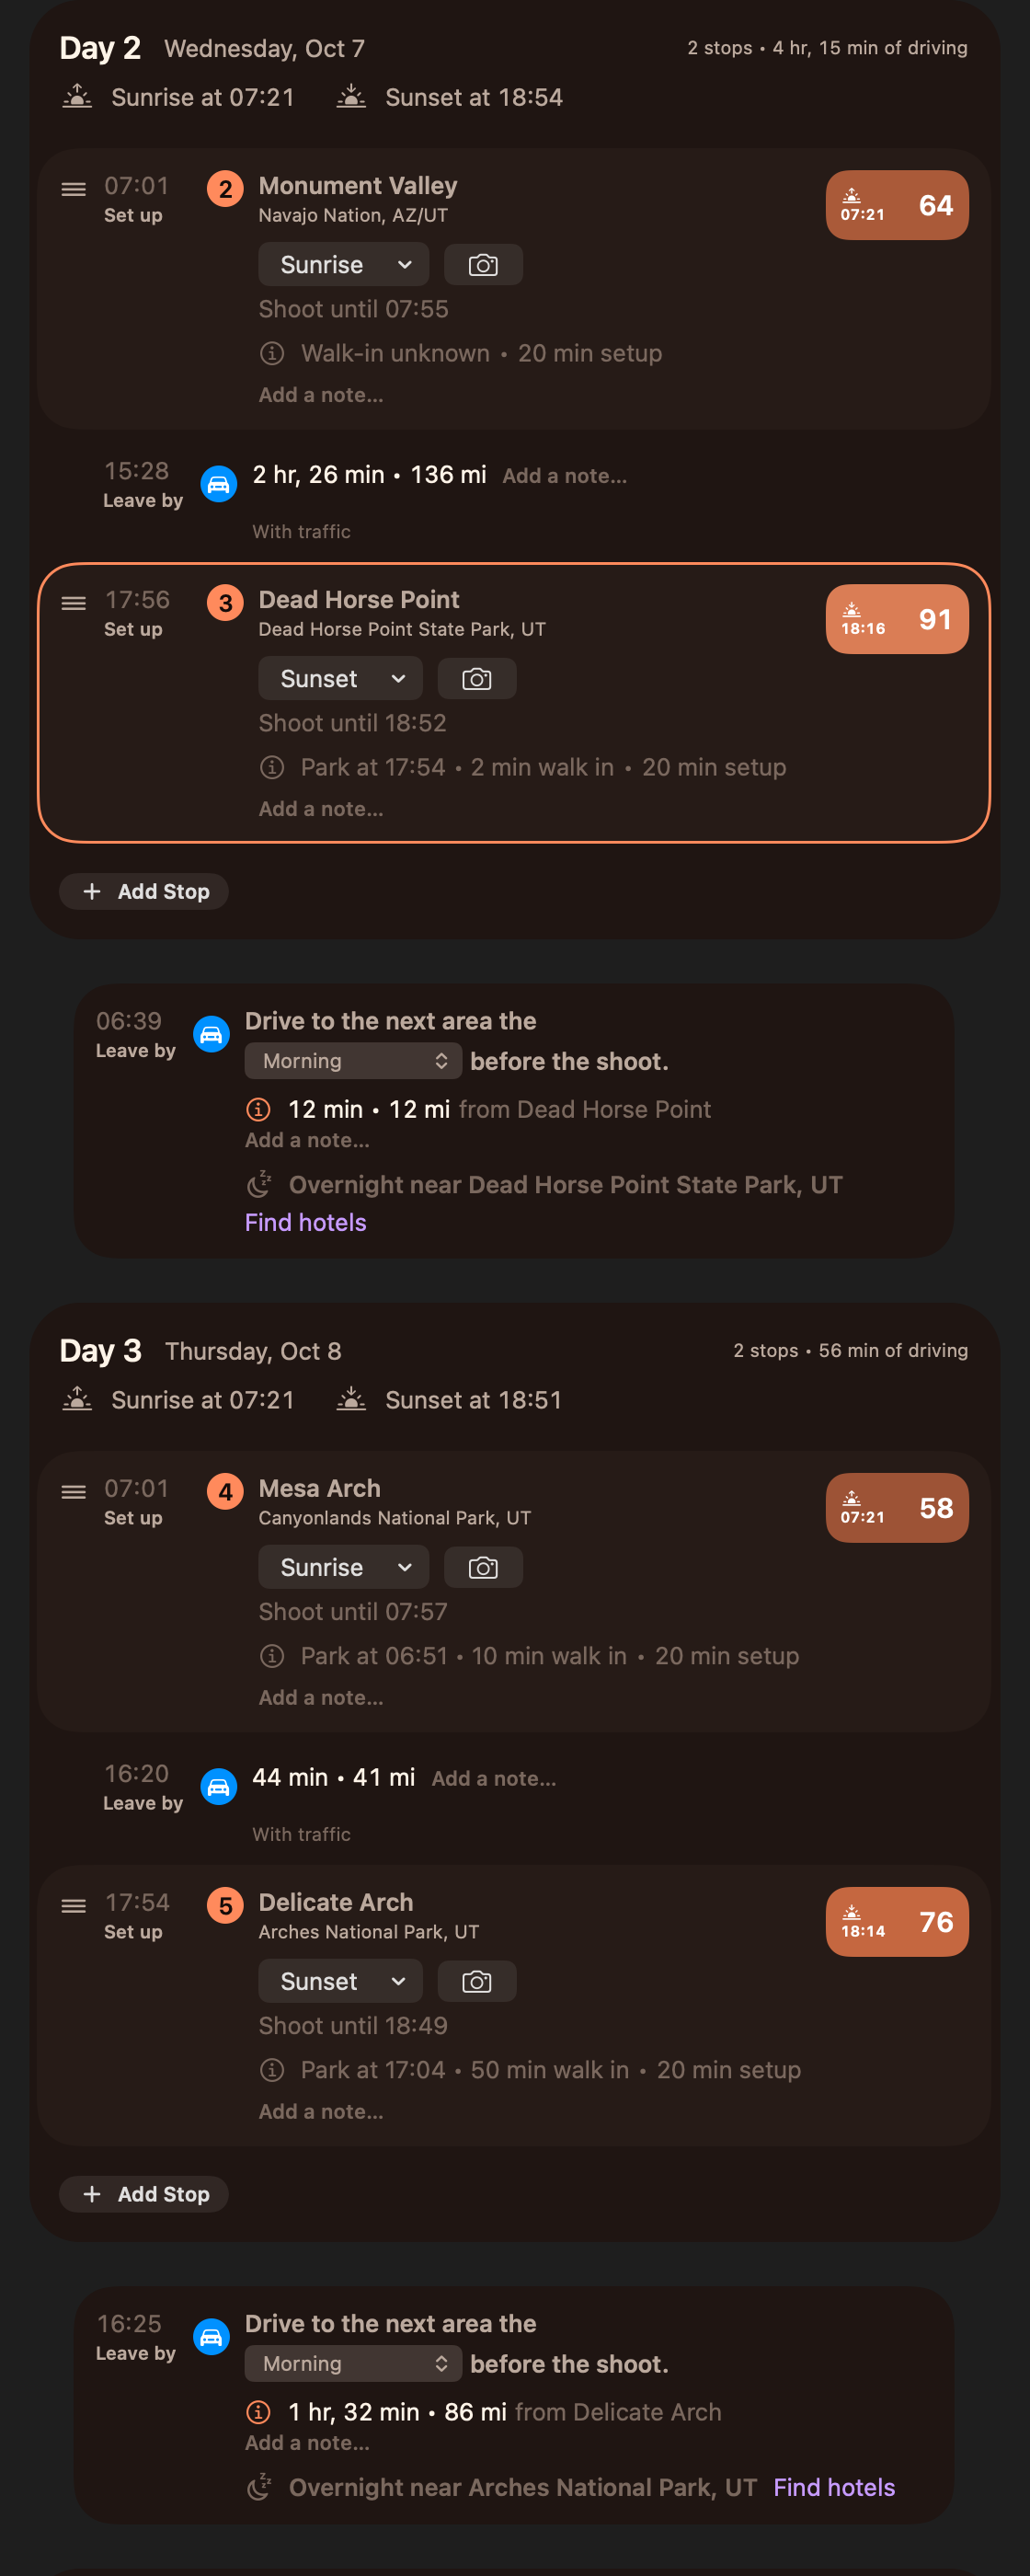 Day 2 Wednesday, Oct 7 2 stops • 4 hr, 15 min of driving
Sunrise at 07:21 Sunset at 18:54
07:01 2 Monument Valley 07:21 64
Set up Navajo Nation, AZ/UT
Sunrise
Shoot until 07:55
Walk-in unknown • 20 min setup
Add a note...
15:28 2 hr, 26 min • 136 mi Add a note...
Leave by
With traffic
17:56 3 Dead Horse Point 18:16 91
Set up Dead Horse Point State Park, UT
Sunset
Shoot until 18:52
Park at 17:54 • 2 min walk in • 20 min setup
Add a note...
+ Add Stop
06:39 Drive to the next area the
Leave by Morning before the shoot.
12 min • 12 mi from Dead Horse Point
Add a note...
Overnight near Dead Horse Point State Park, UT
Find hotels
Day 3 Thursday, Oct 8 2 stops • 56 min of driving
Sunrise at 07:21 Sunset at 18:51
07:01 4 Mesa Arch 07:21 58
Set up Canyonlands National Park, UT
Sunrise
Shoot until 07:57
Park at 06:51 • 10 min walk in • 20 min setup
Add a note...
16:20 44 min • 41 mi Add a note...
Leave by
With traffic
17:54 5 Delicate Arch 18:14 76
Set up Arches National Park, UT
Sunset
Shoot until 18:49
Park at 17:04 • 50 min walk in • 20 min setup
Add a note...
+ Add Stop
16:25 Drive to the next area the
Leave by Morning before the shoot.
1 hr, 32 min • 86 mi from Delicate Arch
Add a note...
Overnight near Arches National Park, UT Find hotels